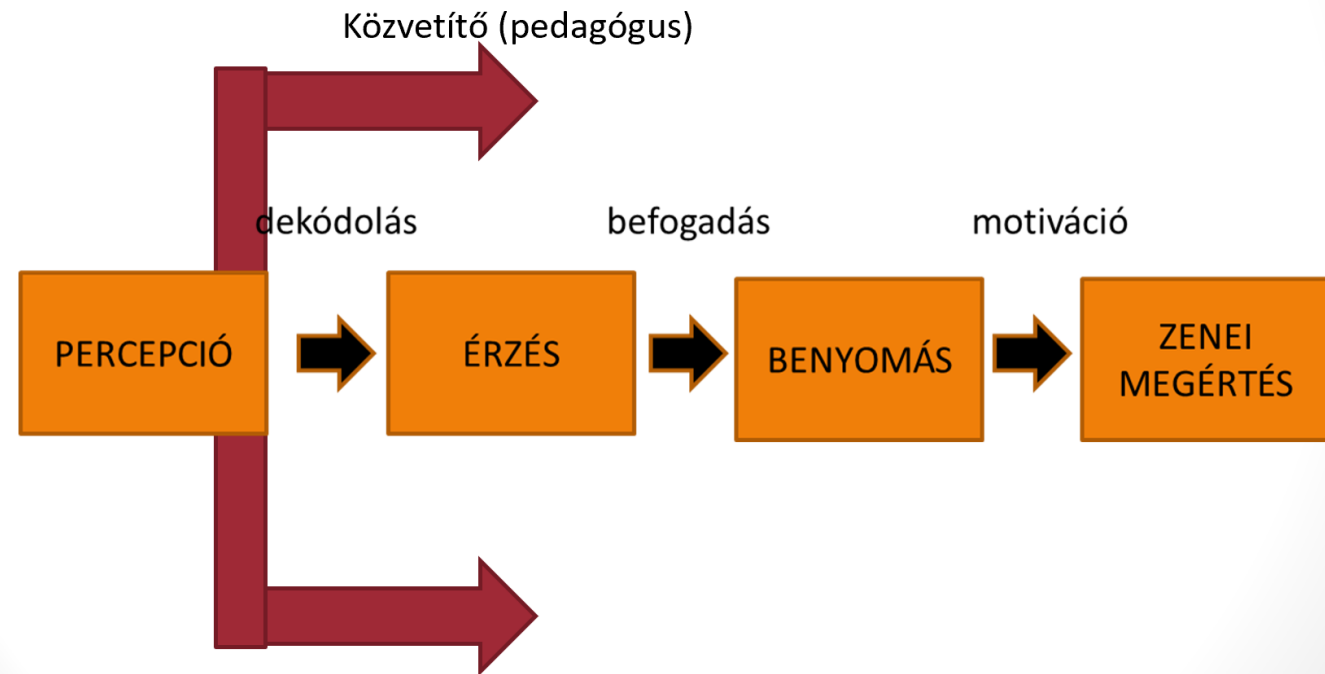 Közvetítő (pedagógus)
dekódolás
befogadás
motiváció
PERCEPCIÓ
ÉRZÉS
BENYOMÁS
ZENEI
MEGÉRTÉS